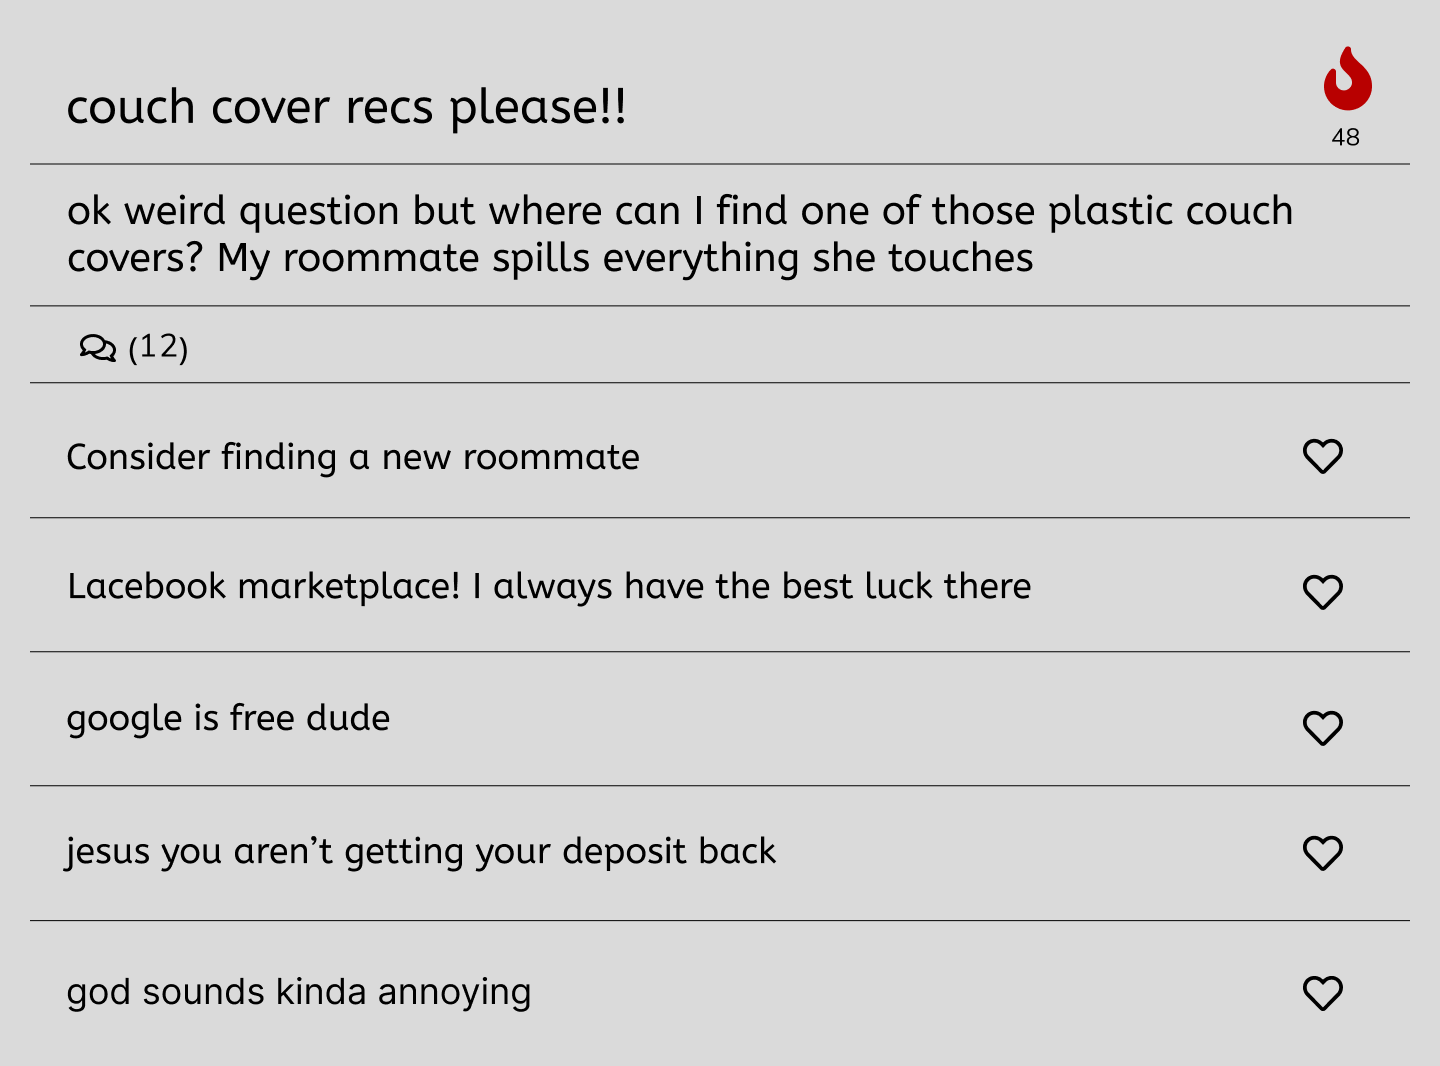 couch cover recs please!!
48
ok weird question but where can I find one of those plastic couch
covers? My roommate spills everything she touches
(12)
Consider finding a new roommate
Lacebook marketplace! I always have the best luck there
google is free dude
jesus you aren’t getting your deposit back
god sounds kinda annoying